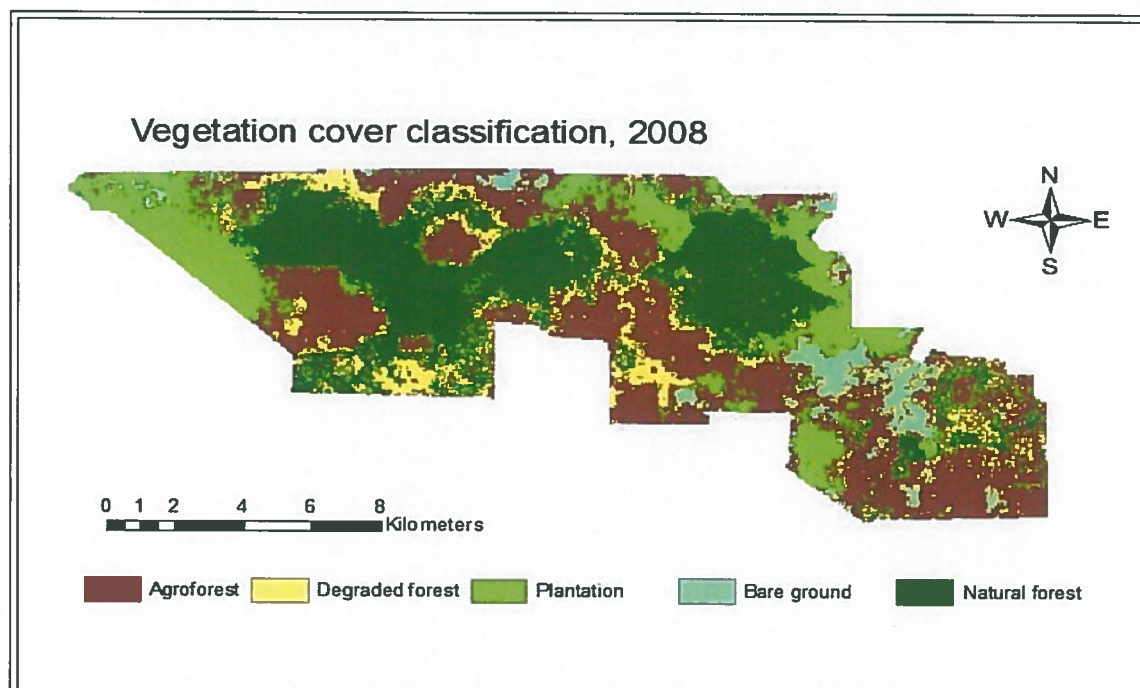 Vegetation cover classification, 2008
N
W E
S
0 1 2 4 6 8
Kilometers
Agroforest Degraded forest Plantation Bare ground Natural forest